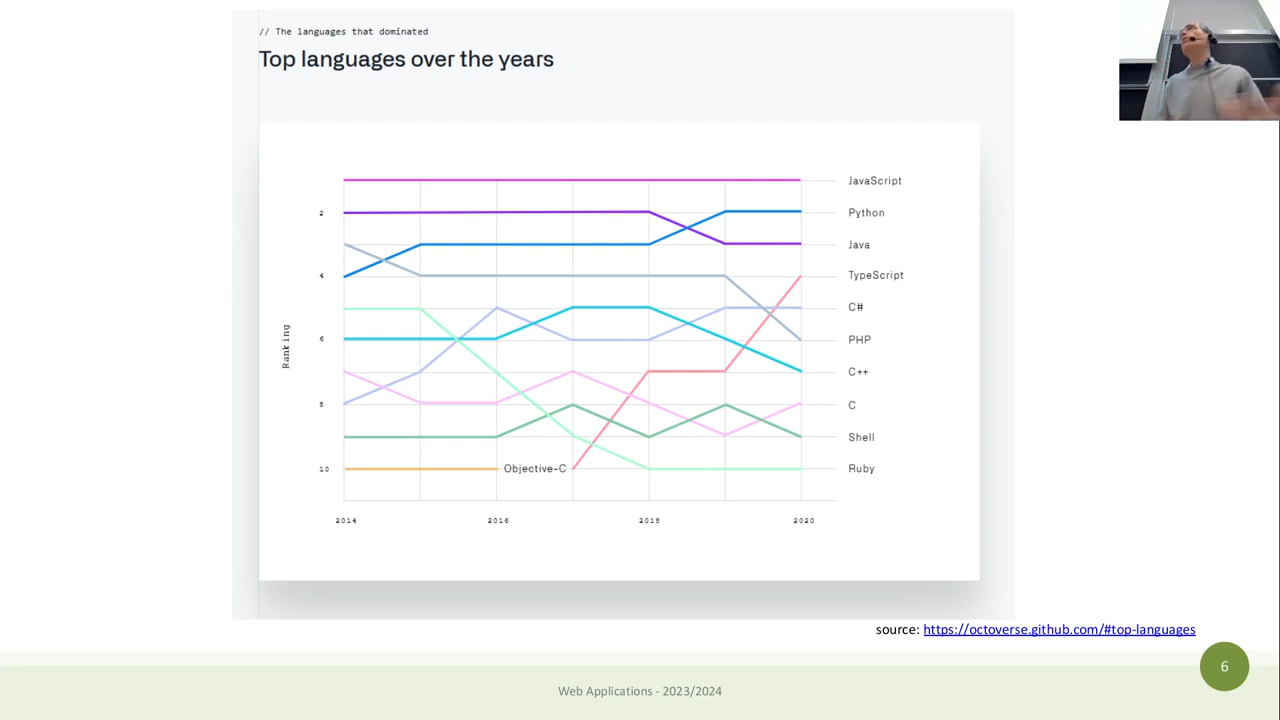 // The languages that dominated
Top languages over the years
JavaScript
2
Python
Java
4
TypeScript
C#
Ranking
6
PHP
C++
8
C
Shell
10
Objective-C
Ruby
2014
2016
2018
2020
source: https://octoverse.github.com/#top-languages
6
Web Applications - 2023/2024